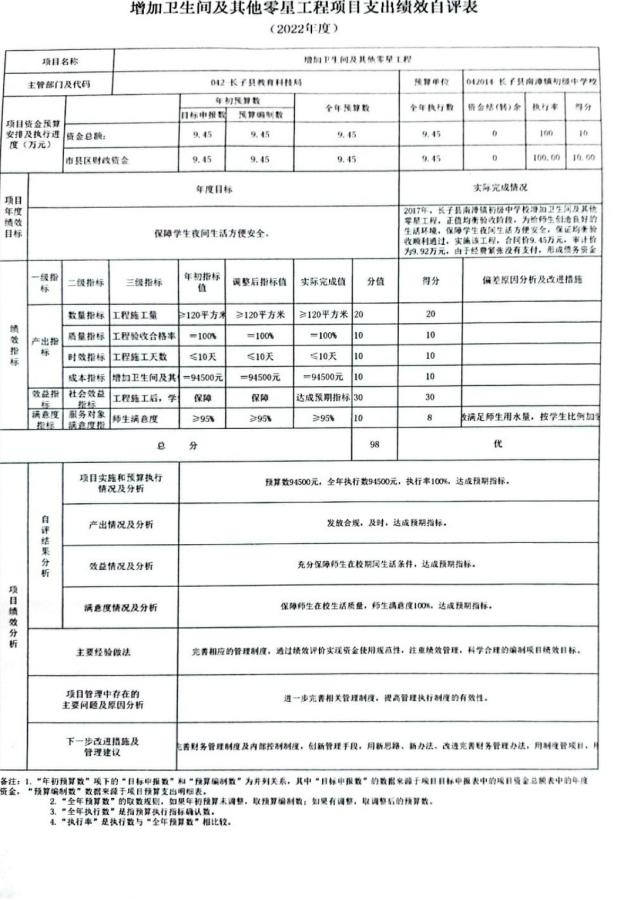 增加卫生间及其他零星工程项目支出绩效自评表
（2022年度）
项目名称 增加卫生间及其他零星工程
主管部门及代码 042-长子县教育科技局 预算单位 042014-长子县南漳镇初级中学校
项目资金预算安排及执行进度（万元） 年初预算数 全年预算数 全年执行数 资金结(转)余 执行率 得分
目标申报数 预算编制数
资金总额: 9.45 9.45 9.45 9.45 0 100 10
市县区财政资金 9.45 9.45 9.45 9.45 0 100.00 10.00
项目年度绩效目标 年度目标 实际完成情况
保障学生夜间生活方便安全。
2017年，长子县南漳镇初级中学校增加卫生间及其他
零星工程，正值均衡验收阶段，为给师生创造良好的
生活环境，保障学生夜间生活方便安全，保证均衡验
收顺利通过，实施该工程，合同价9.45万元，审计价
为9.92万元，由于经费紧张没有支付，形成债务资金
绩效指标 一级指标 二级指标 三级指标 年初指标值 调整后指标值 实际完成值 分值 得分 偏差原因分析及改进措施
产出指标 数量指标 工程施工量 ≥120平方米 ≥120平方米 ≥120平方米 20 20
质量指标 工程验收合格率 =100% =100% =100% 10 10
时效指标 工程施工天数 ≤10天 ≤10天 ≤10天 10 10
成本指标 增加卫生间及其 =94500元 =94500元 =94500元 10 10
效益指标 社会效益指标 工程施工后，学 保障 保障 达成预期指标 30 30
满意度指标 服务对象满意度指 师生满意度 ≥95% ≥95% ≥95% 10 8 满足师生用水量，按学生比例加
总 分 98 优
项目绩效分析 自评结果分析 项目实施和预算执行情况及分析 预算数94500元，全年执行数94500元，执行率100%，达成预期指标。
产出情况及分析 发放合规，及时，达成预期指标。
效益情况及分析 充分保障师生在校期间生活条件，达成预期指标。
满意度情况及分析 保障师生在校生活质量，师生满意度100%，达成预期指标。
主要经验做法 完善相应的管理制度，通过绩效评价实现资金使用规范性，注重绩效管理，科学合理的编制项目绩效目标。
项目管理中存在的主要问题及原因分析 进一步完善相关管理制度，提高管理执行制度的有效性。
下一步改进措施及管理建议 善财务管理制度及内部控制制度，创新管理手段，用新思路、新办法、改进完善财务管理办法，用制度管项目，用
备注：1.“年初预算数”项下的“目标申报数”和“预算编制数”为并列关系，其中“目标申报数”的数据来源于项目目标申报表中的项目资金总额表中的年度
资金，“预算编制数”数据来源于项目预算支出明细表。
2.“全年预算数”的取数规则，如果年初预算未调整，取预算编制数；如果有调整，取调整后的预算数。
3.“全年执行数”是指预算执行指标确认数。
4.“执行率”是执行数与“全年预算数”相比较。